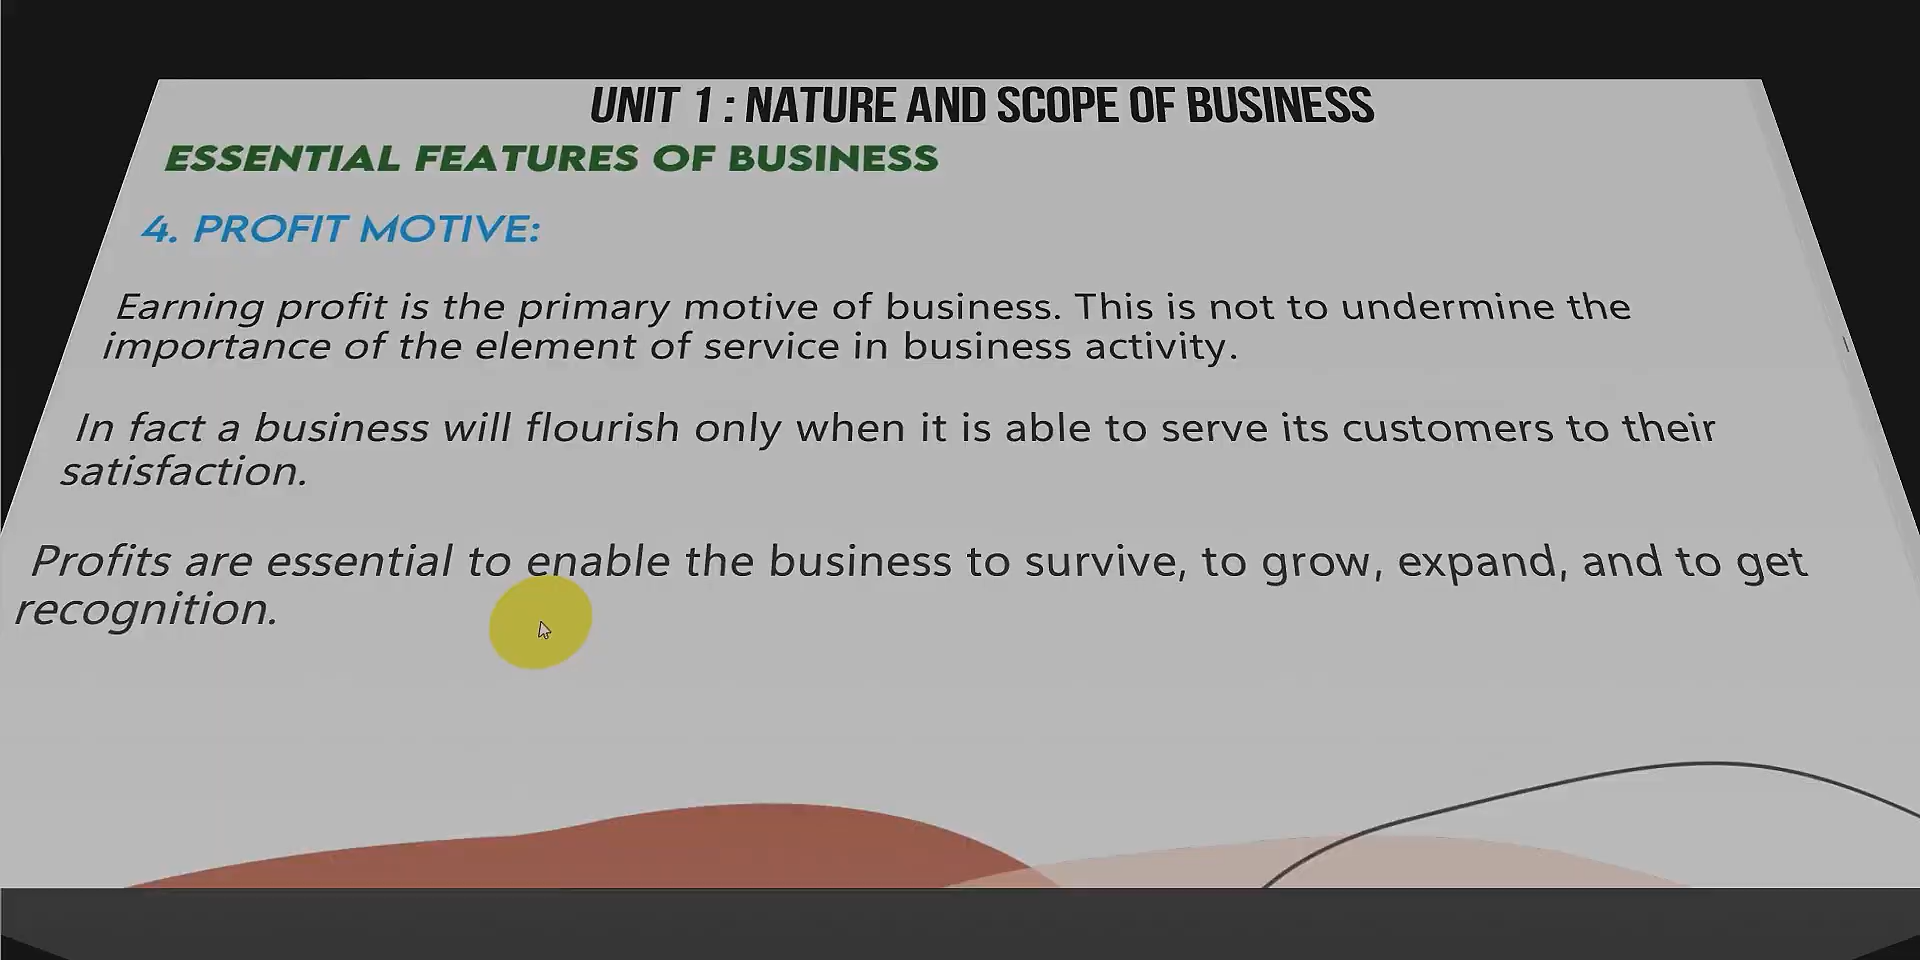 UNIT 1 : NATURE AND SCOPE OF BUSINESS
ESSENTIAL FEATURES OF BUSINESS
4. PROFIT MOTIVE:
Earning profit is the primary motive of business. This is not to undermine the
importance of the element of service in business activity.
In fact a business will flourish only when it is able to serve its customers to their
satisfaction.
Profits are essential to enable the business to survive, to grow, expand, and to get
recognition.